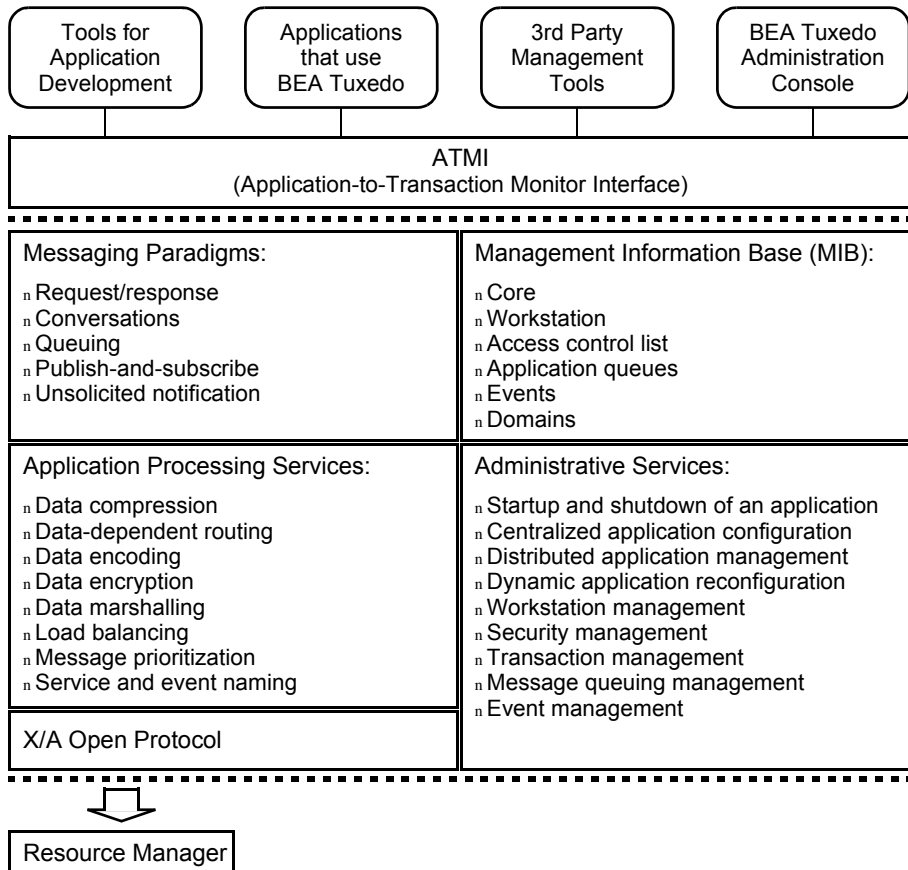 Tools for
Application
Development
Applications
that use
BEA Tuxedo
3rd Party
Management
Tools
BEA Tuxedo
Administration
Console
ATMI
(Application-to-Transaction Monitor Interface)
Messaging Paradigms:
n Request/response
n Conversations
n Queuing
n Publish-and-subscribe
n Unsolicited notification
Management Information Base (MIB):
n Core
n Workstation
n Access control list
n Application queues
n Events
n Domains
Application Processing Services:
n Data compression
n Data-dependent routing
n Data encoding
n Data encryption
n Data marshalling
n Load balancing
n Message prioritization
n Service and event naming
Administrative Services:
n Startup and shutdown of an application
n Centralized application configuration
n Distributed application management
n Dynamic application reconfiguration
n Workstation management
n Security management
n Transaction management
n Message queuing management
n Event management
X/A Open Protocol
Resource Manager